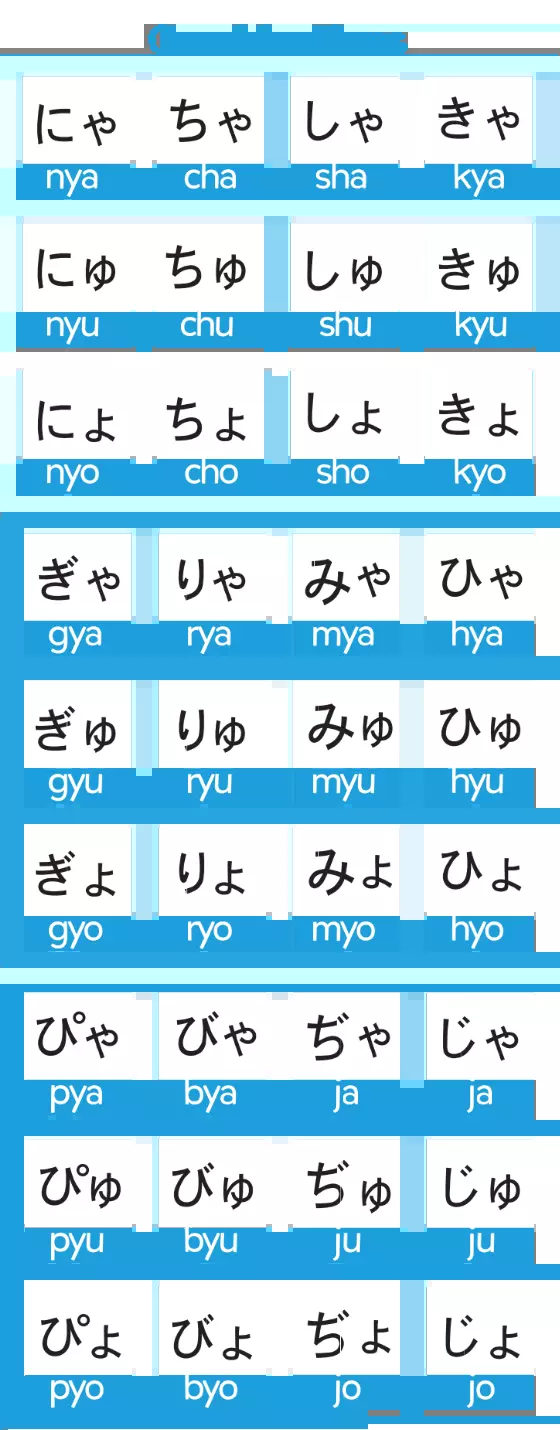 にゃ ちゃ しゃ きゃ
nya cha sha kya
にゅ ちゅ しゅ きゅ
nyu chu shu kyu
にょ ちょ しょ きょ
nyo cho sho kyo
ぎゃ りゃ みゃ ひゃ
gya rya mya hya
ぎゅ りゅ みゅ ひゅ
gyu ryu myu hyu
ぎょ りょ みょ ひょ
gyo ryo myo hyo
ぴゃ びゃ ぢゃ じゃ
pya bya ja ja
ぴゅ びゅ ぢゅ じゅ
pyu byu ju ju
ぴょ びょ ぢょ じょ
pyo byo jo jo